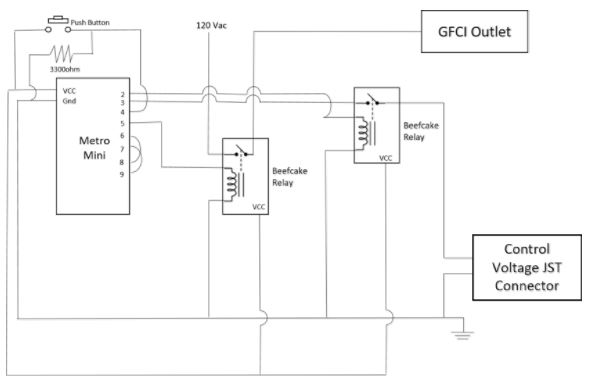 Push Button
120 Vac
GFCI Outlet
3300ohm
VCC
Gnd
2
3
4
5
6
7
8
9
Metro
Mini
Beefcake
Relay
VCC
Beefcake
Relay
VCC
Control
Voltage JST
Connector